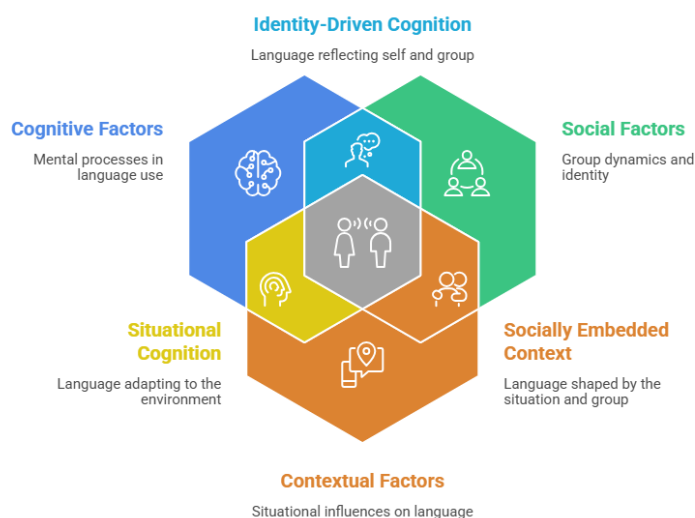 Identity-Driven Cognition
Language reflecting self and group
Cognitive Factors
Mental processes in
language use
Social Factors
Group dynamics and
identity
Situational
Cognition
Language adapting to the
environment
Socially Embedded
Context
Language shaped by the
situation and group
Contextual Factors
Situational influences on language